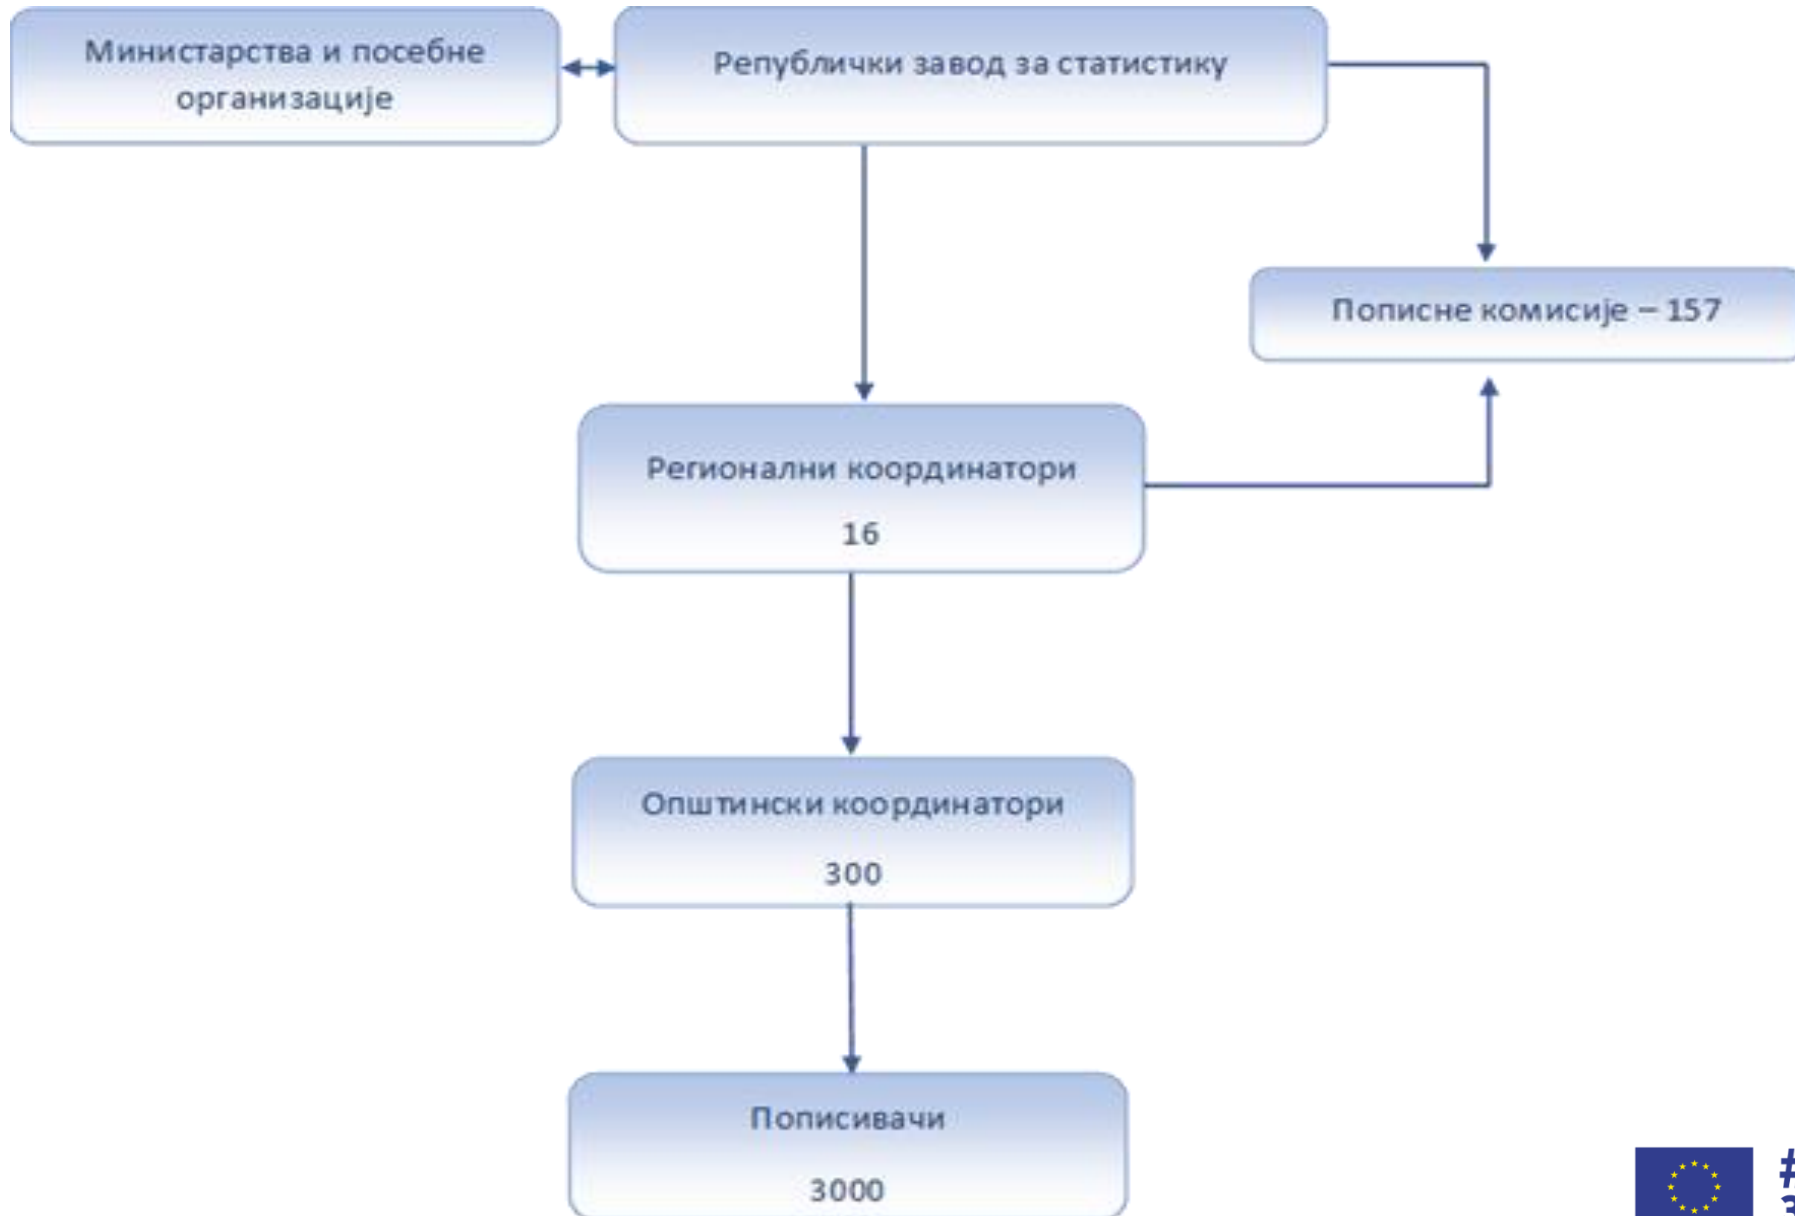 Министарства и посебне
организације
Републички завод за статистику
Пописне комисије – 157
Регионални координатори
16
Општински координатори
300
Пописивачи
3000
#